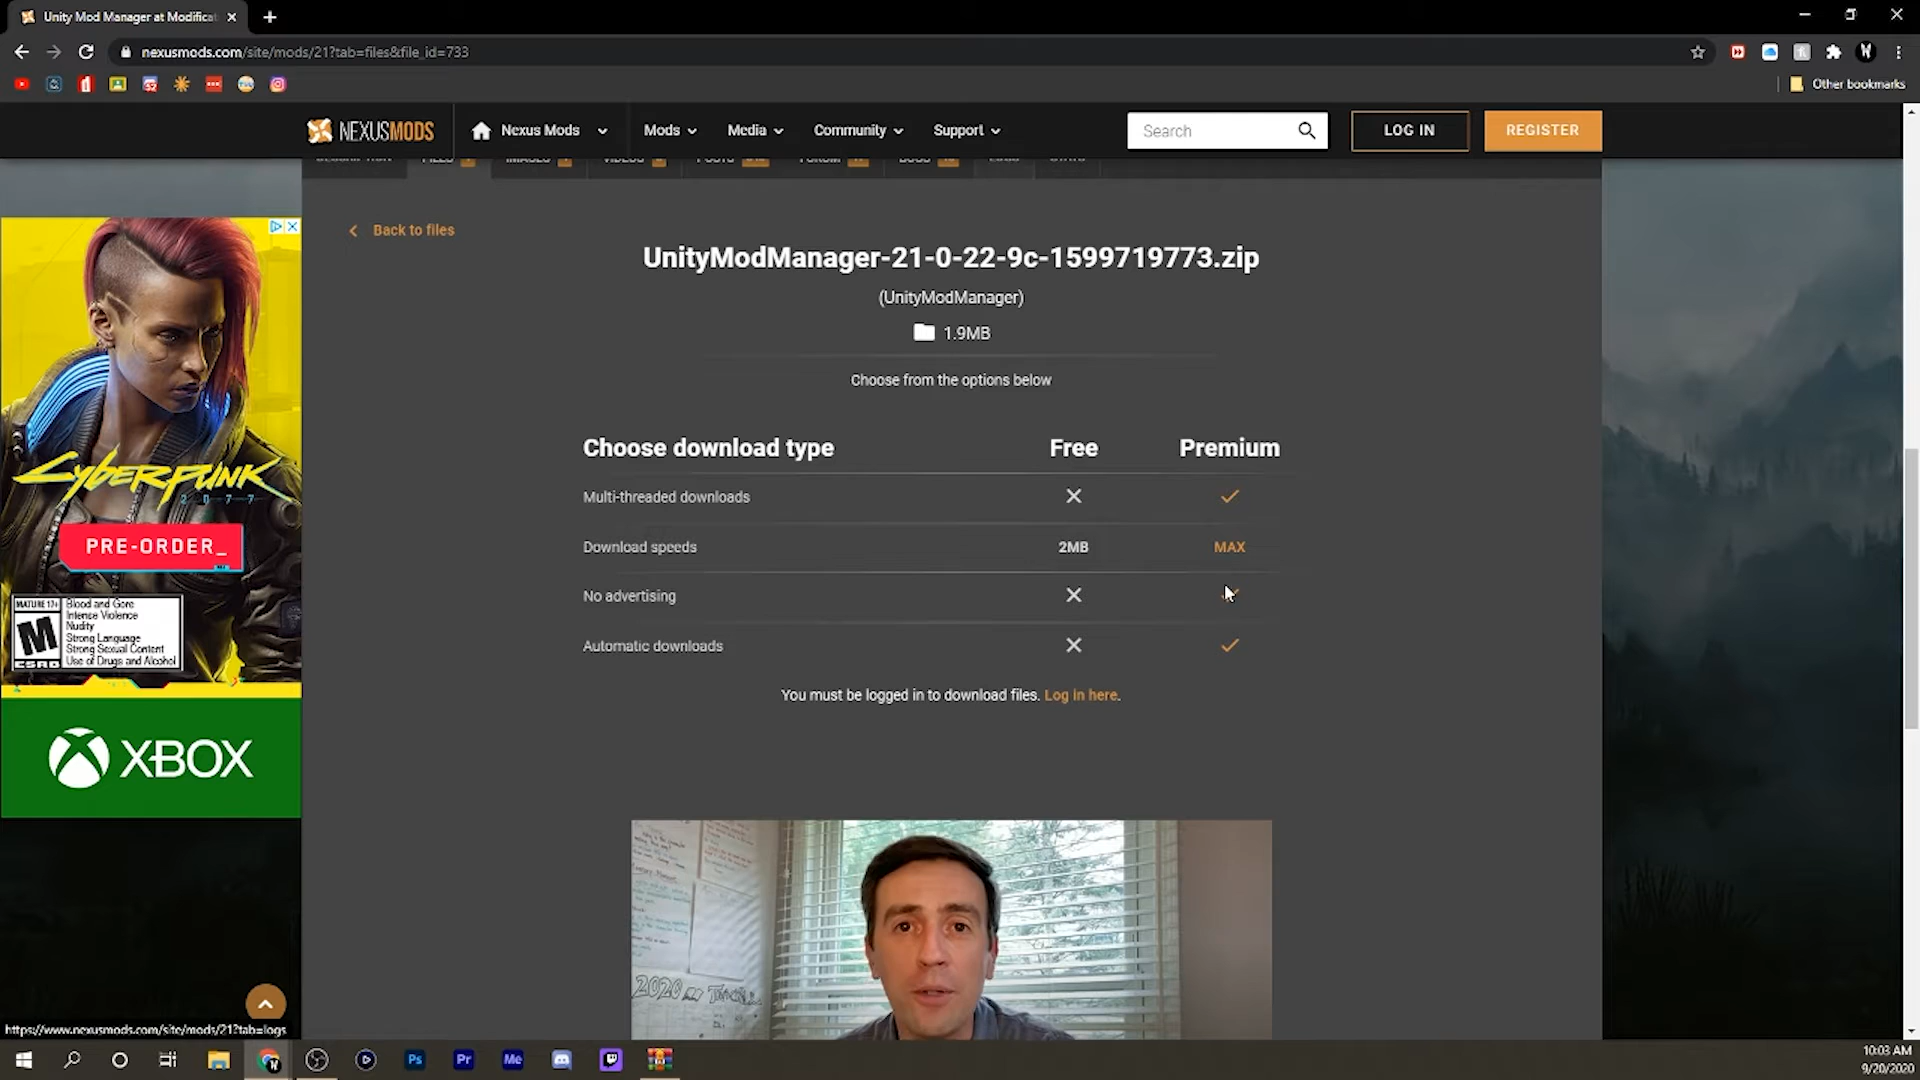 Unity Mod Manager at Modificat
nexusmods.com/site/mods/21?tab=files&file_id=733
Other bookmarks
NEXUSMODS
Nexus Mods
Mods
Media
Community
Support
Search
LOG IN
REGISTER
Back to files
UnityModManager-21-0-22-9c-1599719773.zip
(UnityModManager)
1.9MB
Choose from the options below
Choose download type Free Premium
Multi-threaded downloads
Download speeds 2MB MAX
No advertising
Automatic downloads
You must be logged in to download files. Log in here.
CYBERPUNK
2077
PRE-ORDER_
MATURE 17+
M
ESRB
Blood and Gore
Intense Violence
Nudity
Strong Language
Strong Sexual Content
Use of Drugs and Alcohol
XBOX
2020
https://www.nexusmods.com/site/mods/21?tab=logs
Ps
Pr
Me
10:03 AM
9/20/2020